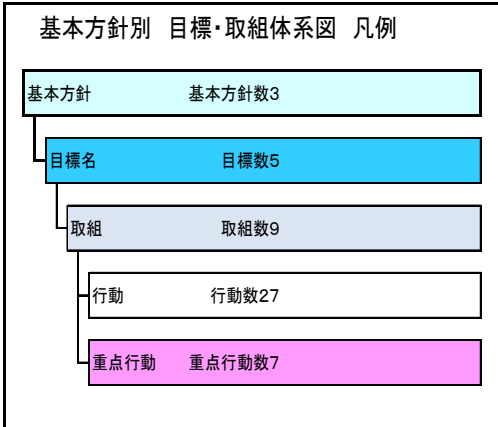 基本方針別 目標・取組体系図 凡例
基本方針 基本方針数3
目標名 目標数5
取組 取組数9
行動 行動数27
重点行動 重点行動数7